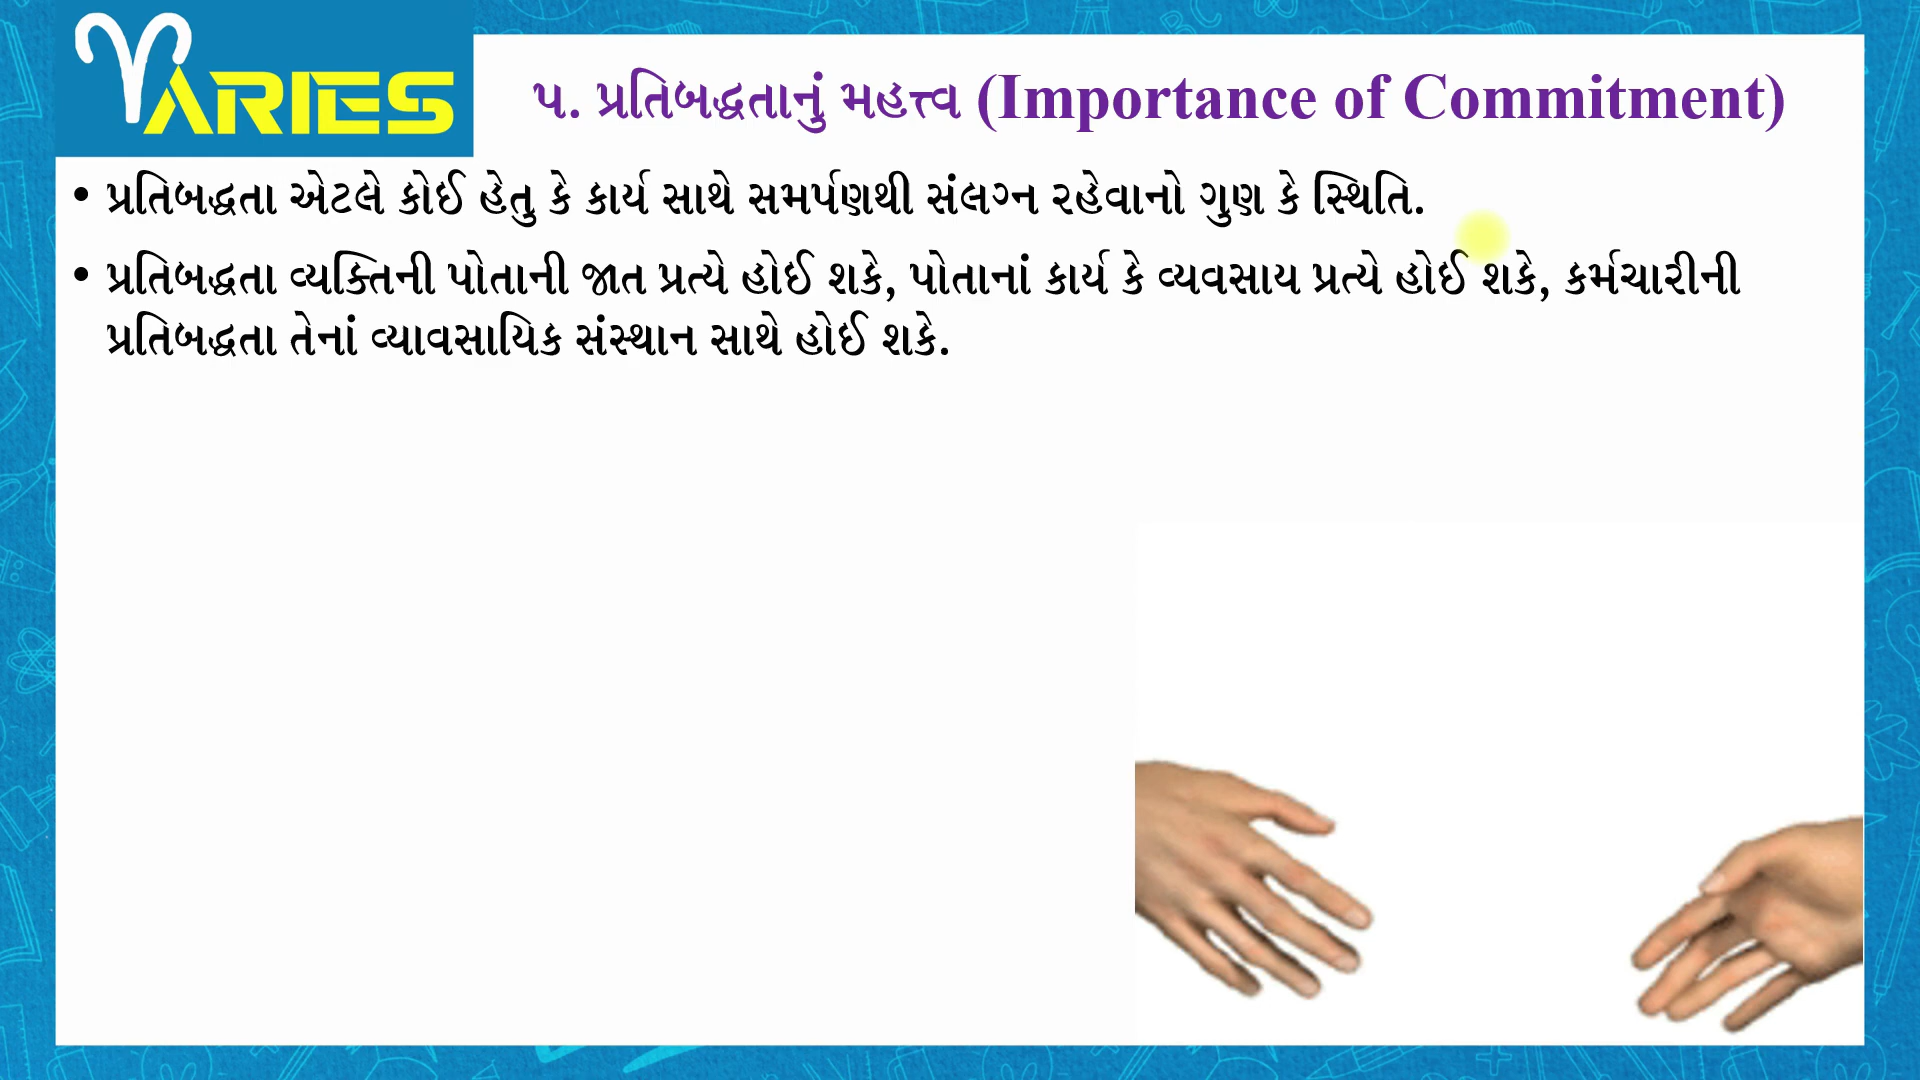 ARIES
૫. પ્રતિબદ્ધતાનું મહત્ત્વ (Importance of Commitment)
• પ્રતિબદ્ધતા એટલે કોઈ હેતુ કે કાર્ય સાથે સમર્પણથી સંલગ્ન રહેવાનો ગુણ કે સ્થિતિ.
• પ્રતિબદ્ધતા વ્યક્તિની પોતાની જાત પ્રત્યે હોઈ શકે, પોતાનાં કાર્ય કે વ્યવસાય પ્રત્યે હોઈ શકે, કર્મચારીની
પ્રતિબદ્ધતા તેનાં વ્યાવસાયિક સંસ્થાન સાથે હોઈ શકે.